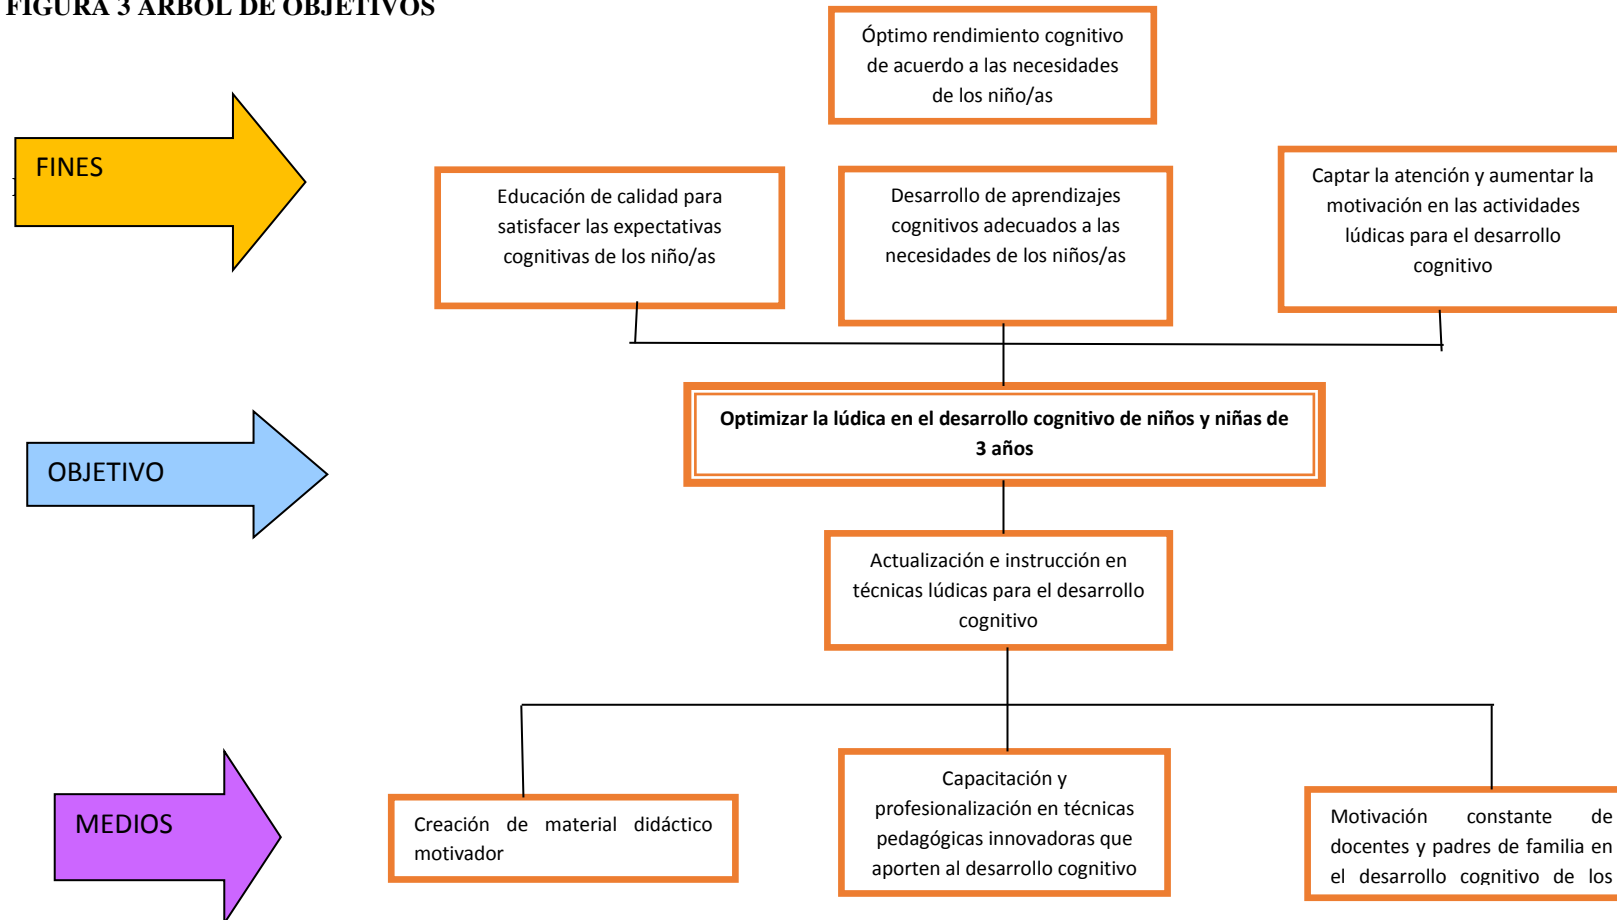 FIGURA 3 ARBOL DE OBJETIVOS
Óptimo rendimiento cognitivo
de acuerdo a las necesidades
de los niño/as
FINES
Educación de calidad para
satisfacer las expectativas
cognitivas de los niño/as
Desarrollo de aprendizajes
cognitivos adecuados a las
necesidades de los niños/as
Captar la atención y aumentar la
motivación en las actividades
lúdicas para el desarrollo
cognitivo
OBJETIVO
Optimizar la lúdica en el desarrollo cognitivo de niños y niñas de
3 años
Actualización e instrucción en
técnicas lúdicas para el desarrollo
cognitivo
MEDIOS
Creación de material didáctico
motivador
Capacitación y
profesionalización en técnicas
pedagógicas innovadoras que
aporten al desarrollo cognitivo
Motivación constante de
docentes y padres de familia en
el desarrollo cognitivo de los